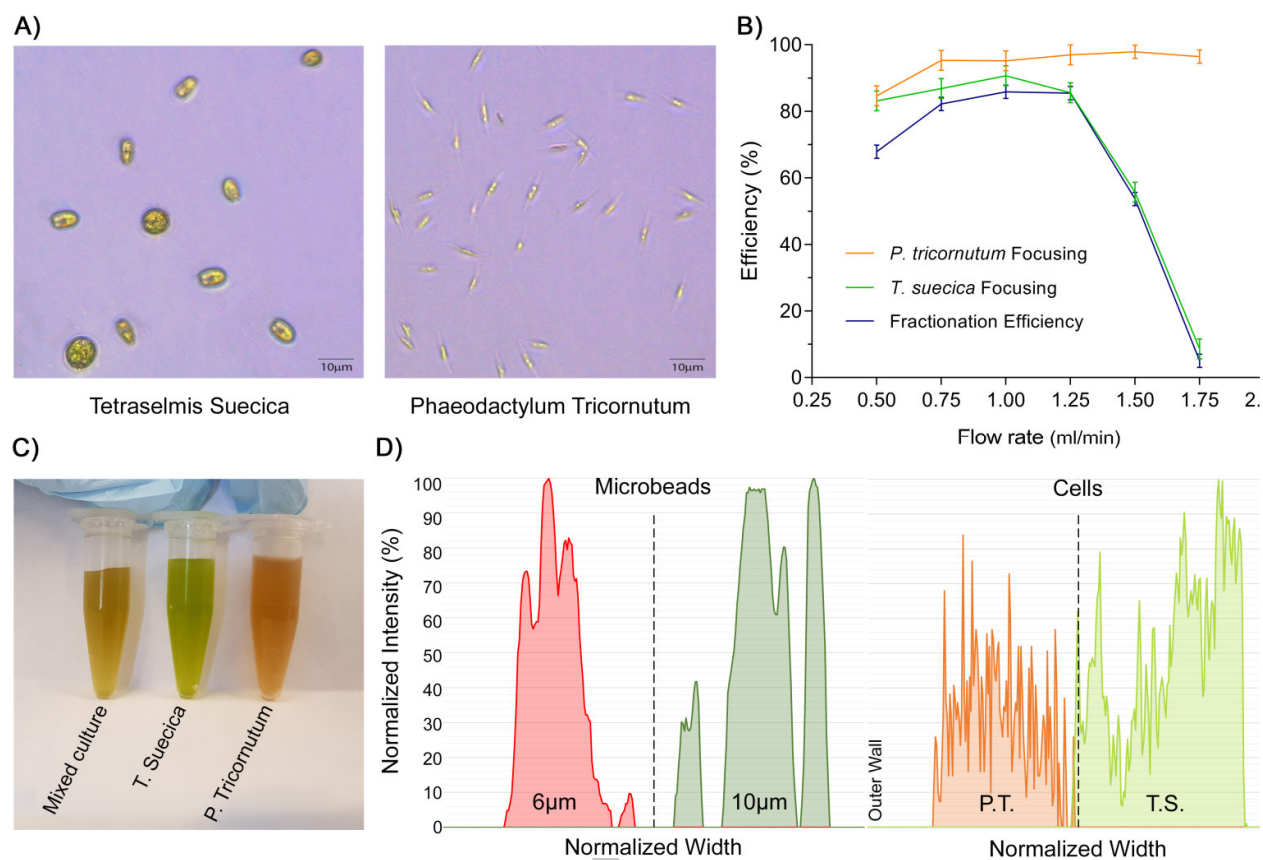 A)
10µm
10µm
Tetraselmis Suecica
Phaeodactylum Tricornutum
B)
Efficiency (%)
100
80
60
40
20
0
P. tricornutum Focusing
T. suecica Focusing
Fractionation Efficiency
0.25 0.50 0.75 1.00 1.25 1.50 1.75 2.
Flow rate (ml/min)
C)
Mixed culture
T. Suecica
P. Tricornutum
D)
Normalized Intensity (%)
100
90
80
70
60
50
40
30
20
10
0
Microbeads
6µm
10µm
Normalized Width
Cells
Outer Wall
P.T.
T.S.
Normalized Width